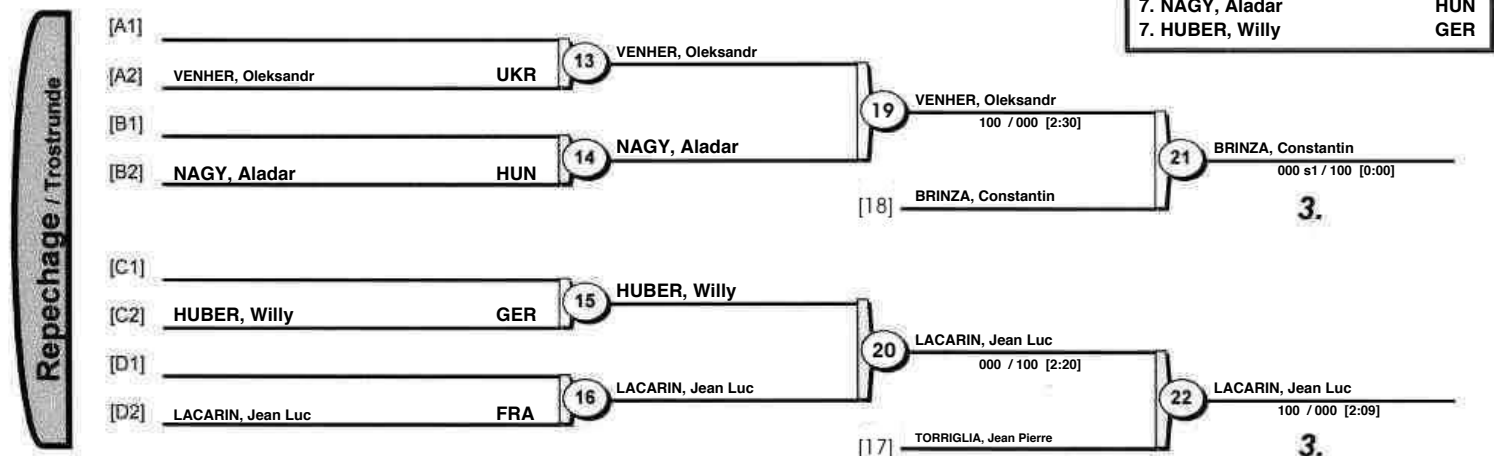 7. NAGY, Aladar HUN
7. HUBER, Willy GER
Repechage / Trostrunde
[A1]
[A2] VENHER, Oleksandr UKR
13 VENHER, Oleksandr
[B1]
[B2] NAGY, Aladar HUN
14 NAGY, Aladar
19 VENHER, Oleksandr
100 / 000 [2:30]
[18] BRINZA, Constantin
21 BRINZA, Constantin
000 s1 / 100 [0:00]
3.
[C1]
[C2] HUBER, Willy GER
15 HUBER, Willy
[D1]
[D2] LACARIN, Jean Luc FRA
16 LACARIN, Jean Luc
20 LACARIN, Jean Luc
000 / 100 [2:20]
[17] TORRIGLIA, Jean Pierre
22 LACARIN, Jean Luc
100 / 000 [2:09]
3.